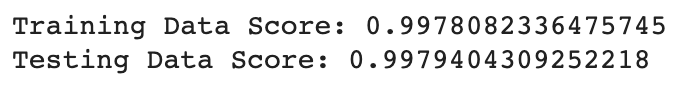 Training Data Score: 0.9978082336475745
Testing Data Score: 0.9979404309252218